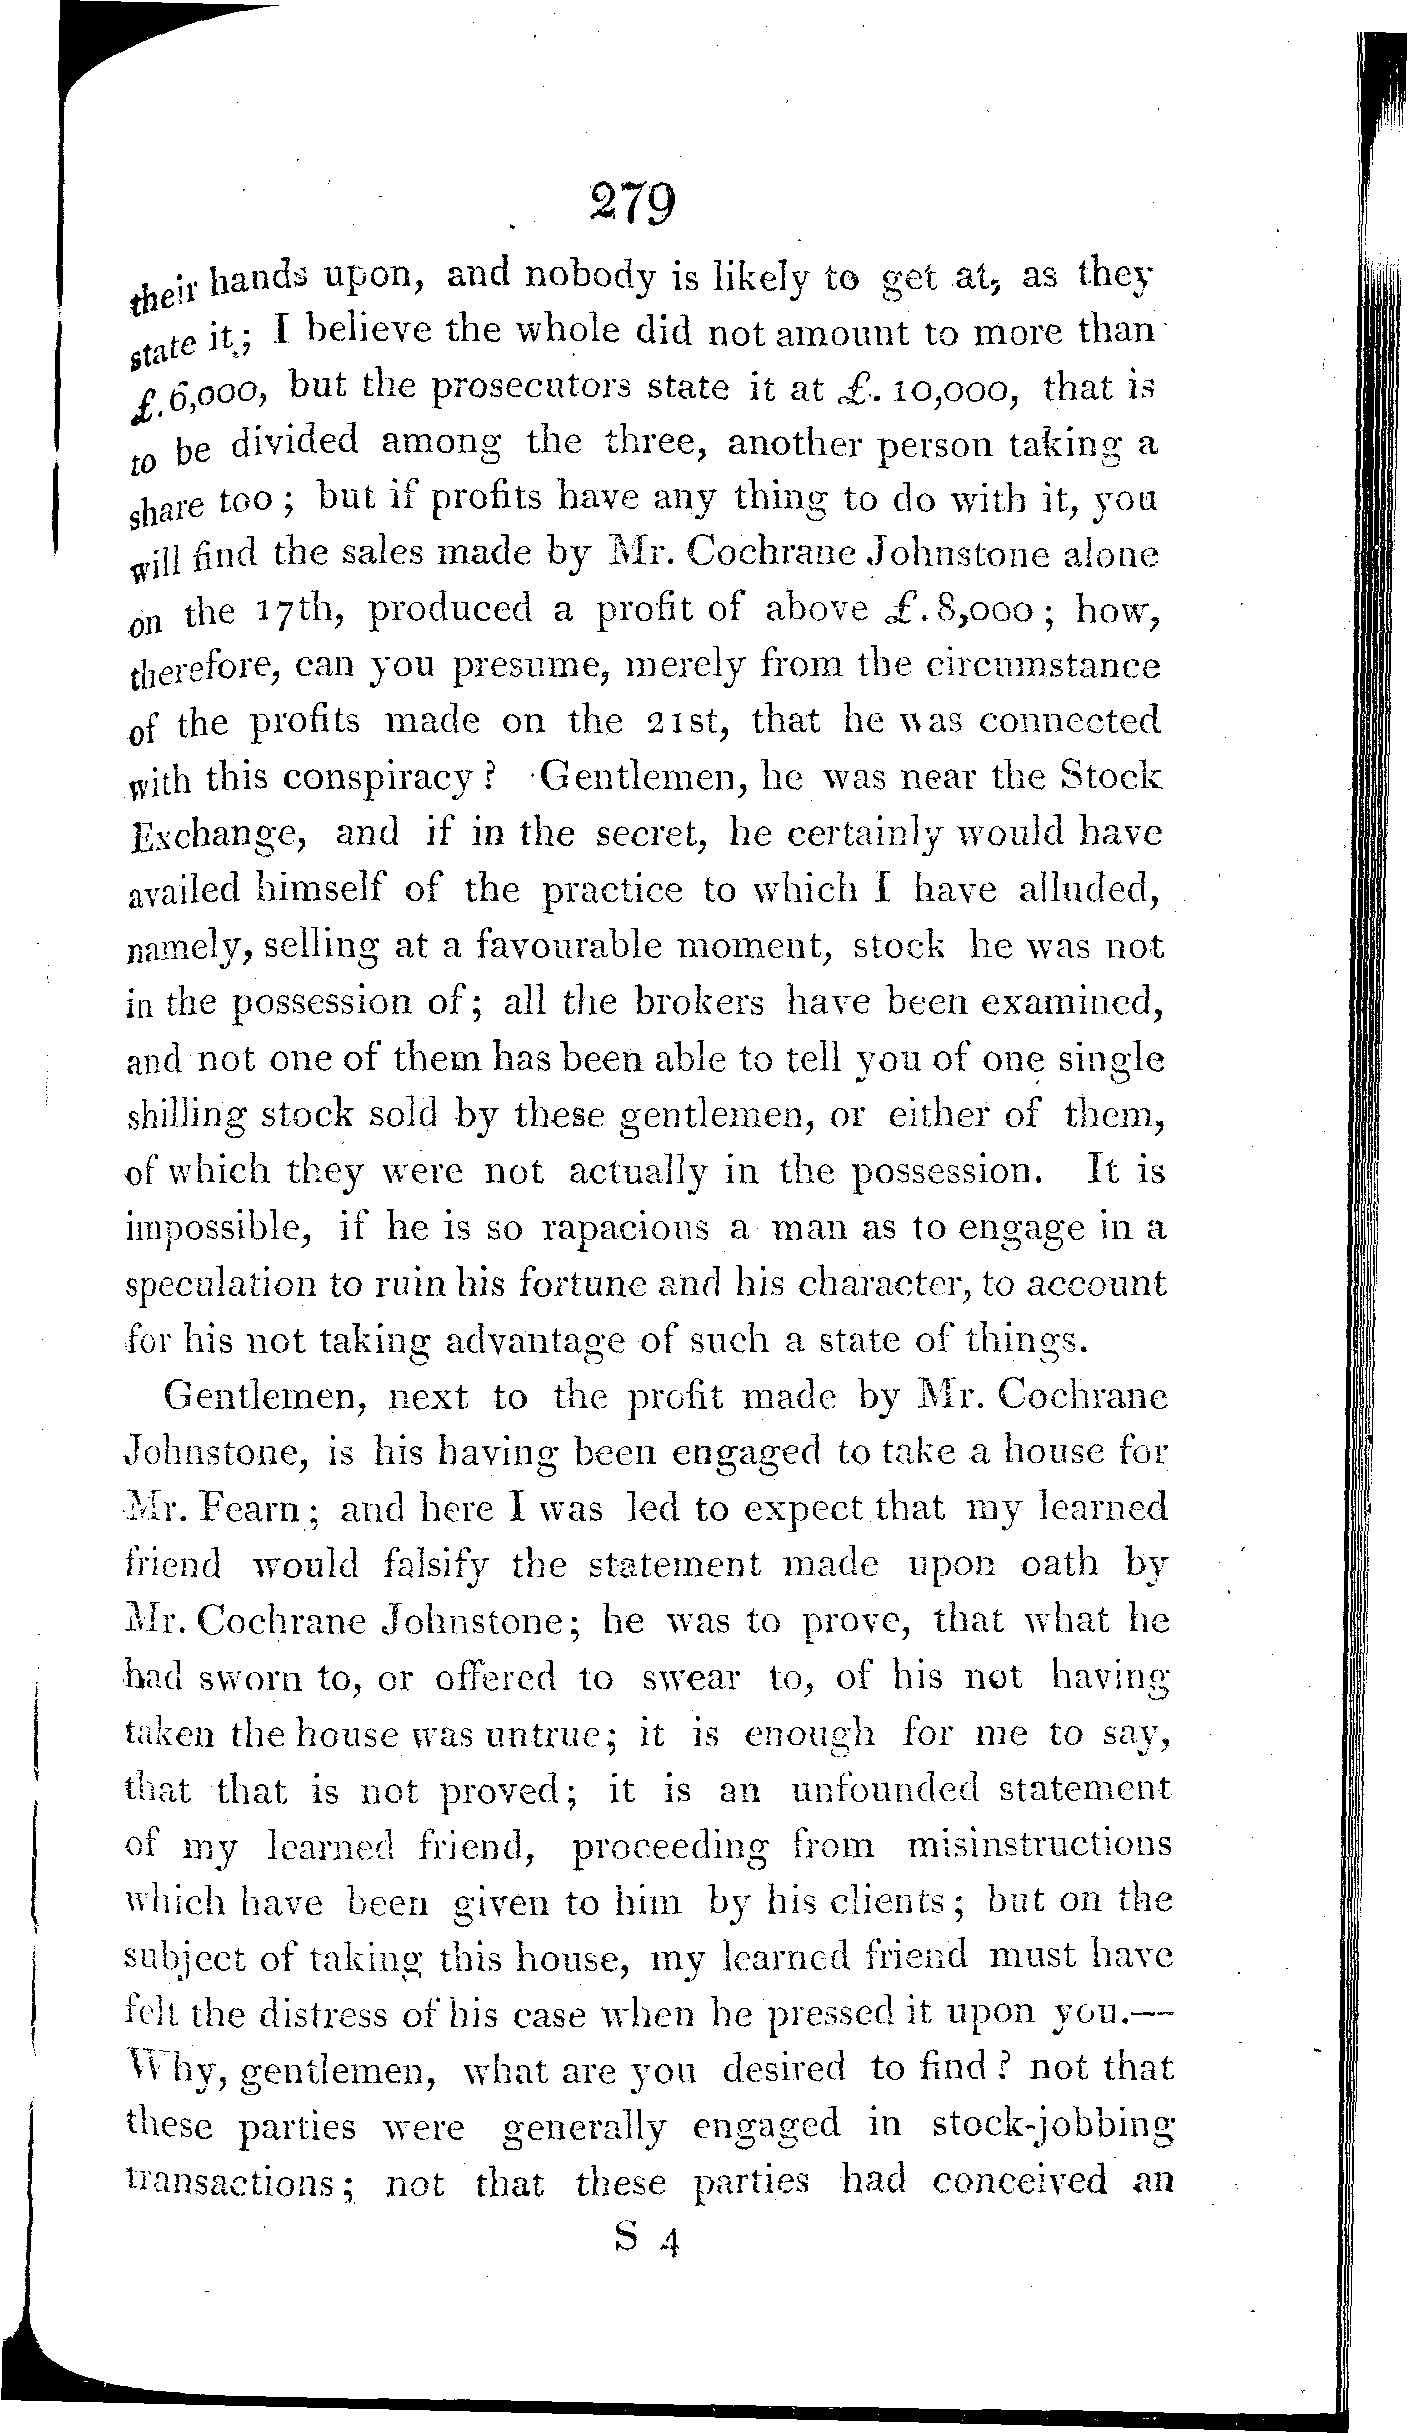 279
their hands upon, and nobody is likely to get at, as they
state it; I believe the whole did not amount to more than
£.6,000, but the prosecutors state it at £. 10,000, that is
to be divided among the three, another person taking a
share too; but if profits have any thing to do with it, you
will find the sales made by Mr. Cochrane Johnstone alone
on the 17th, produced a profit of above £.8,000; how,
therefore, can you presume, merely from the circumstance
of the profits made on the 21st, that he was connected
with this conspiracy? Gentlemen, he was near the Stock
Exchange, and if in the secret, he certainly would have
availed himself of the practice to which I have alluded,
namely, selling at a favourable moment, stock he was not
in the possession of; all the brokers have been examined,
and not one of them has been able to tell you of one single
shilling stock sold by these gentlemen, or either of them,
of which they were not actually in the possession. It is
impossible, if he is so rapacious a man as to engage in a
speculation to ruin his fortune and his character, to account
for his not taking advantage of such a state of things.
Gentlemen, next to the profit made by Mr. Cochrane
Johnstone, is his having been engaged to take a house for
Mr. Fearn; and here I was led to expect that my learned
friend would falsify the statement made upon oath by
Mr. Cochrane Johnstone; he was to prove, that what he
had sworn to, or offered to swear to, of his not having
taken the house was untrue; it is enough for me to say,
that that is not proved; it is an unfounded statement
of my learned friend, proceeding from misinstructions
which have been given to him by his clients; but on the
subject of taking this house, my learned friend must have
felt the distress of his case when he pressed it upon you.—
Why, gentlemen, what are you desired to find? not that
these parties were generally engaged in stock-jobbing
transactions; not that these parties had conceived an
S 4